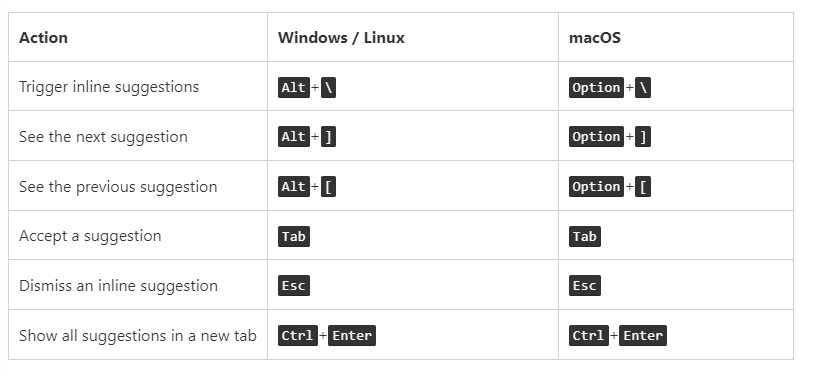 Action Windows / Linux macOS
Trigger inline suggestions Alt+\ Option+\
See the next suggestion Alt+] Option+]
See the previous suggestion Alt+[ Option+[
Accept a suggestion Tab Tab
Dismiss an inline suggestion Esc Esc
Show all suggestions in a new tab Ctrl+Enter Ctrl+Enter